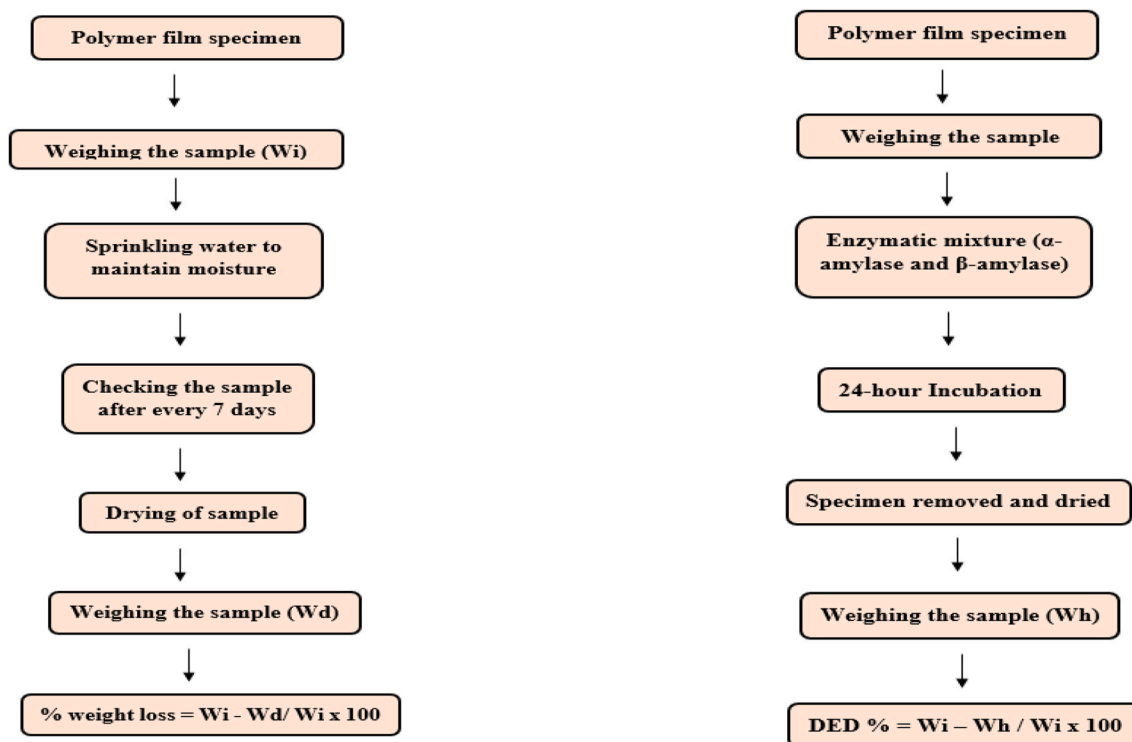 Polymer film specimen
Weighing the sample (Wi)
Sprinkling water to
maintain moisture
Checking the sample
after every 7 days
Drying of sample
Weighing the sample (Wd)
% weight loss = Wi - Wd/ Wi x 100
Polymer film specimen
Weighing the sample
Enzymatic mixture (α-
amylase and β-amylase)
24-hour Incubation
Specimen removed and dried
Weighing the sample (Wh)
DED % = Wi – Wh / Wi x 100